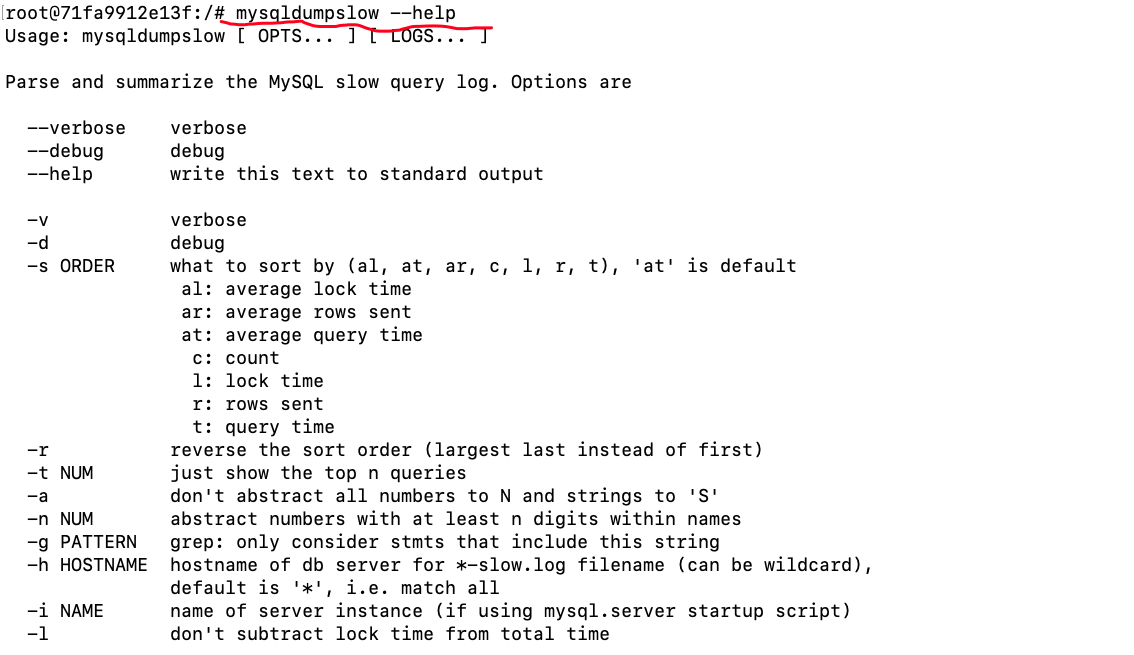 root@71fa9912e13f:/# mysqldumpslow --help
Usage: mysqldumpslow [ OPTS... ] [ LOGS... ]
Parse and summarize the MySQL slow query log. Options are
--verbose    verbose
--debug      debug
--help       write this text to standard output
-v           verbose
-d           debug
-s ORDER     what to sort by (al, at, ar, c, l, r, t), 'at' is default
al: average lock time
ar: average rows sent
at: average query time
c: count
l: lock time
r: rows sent
t: query time
-r           reverse the sort order (largest last instead of first)
-t NUM       just show the top n queries
-a           don't abstract all numbers to N and strings to 'S'
-n NUM       abstract numbers with at least n digits within names
-g PATTERN   grep: only consider stmts that include this string
-h HOSTNAME  hostname of db server for *-slow.log filename (can be wildcard),
default is '*', i.e. match all
-i NAME      name of server instance (if using mysql.server startup script)
-l           don't subtract lock time from total time